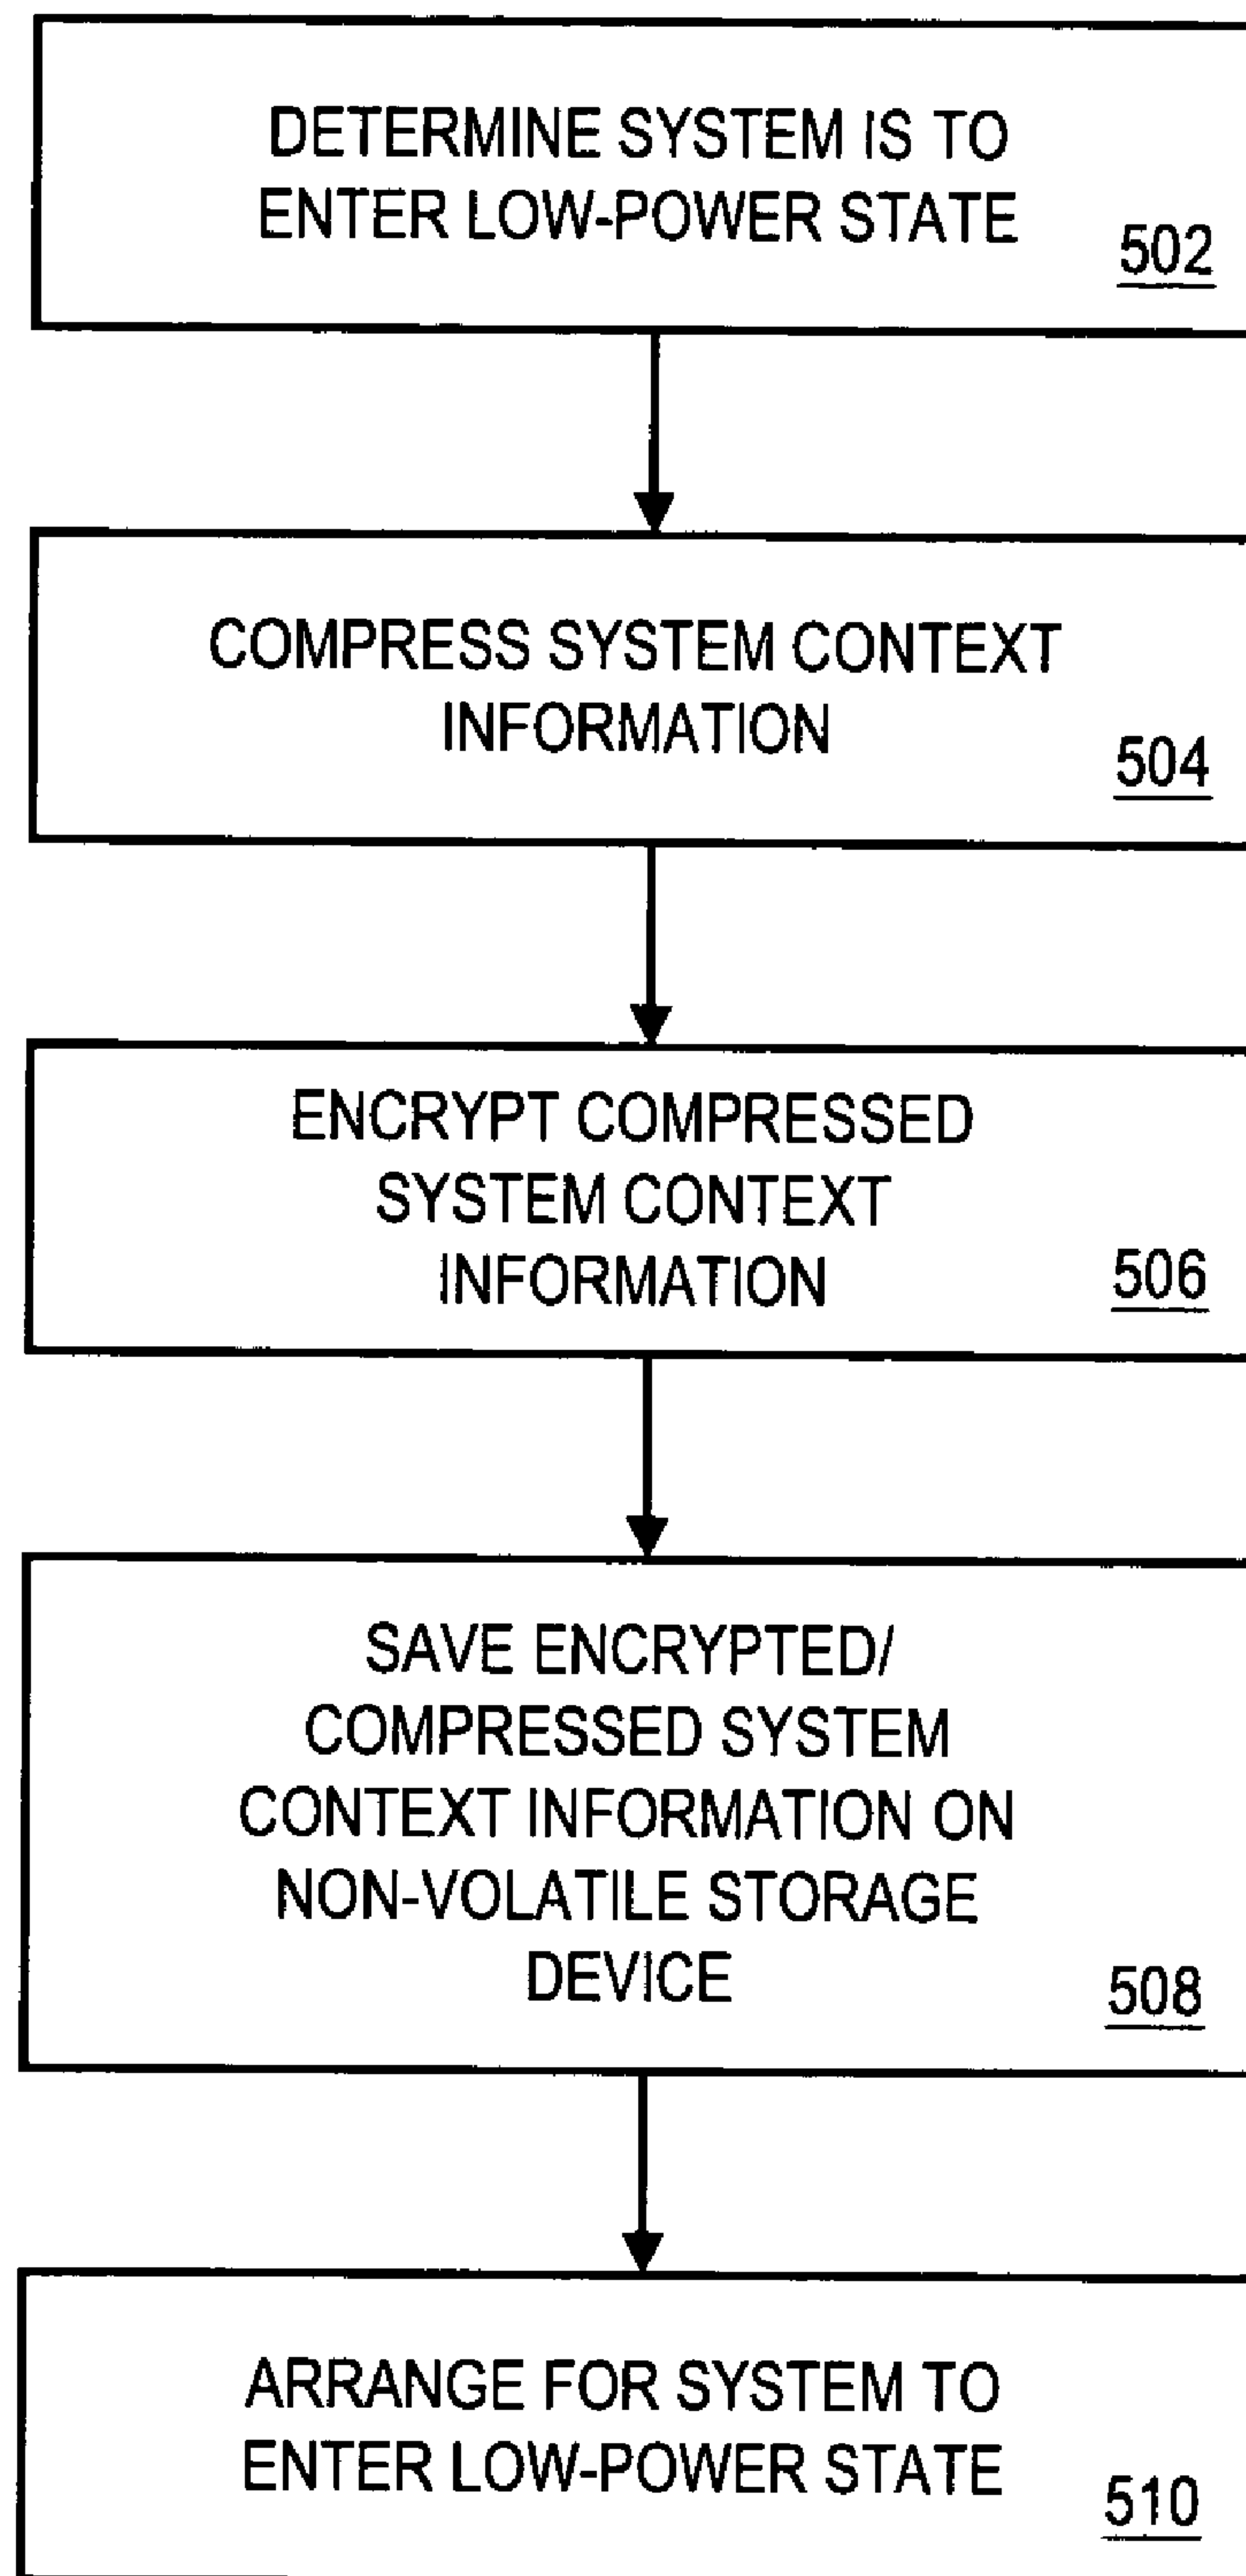 DETERMINE SYSTEM IS TO
ENTER LOW-POWER STATE
502
COMPRESS SYSTEM CONTEXT
INFORMATION
504
ENCRYPT COMPRESSED
SYSTEM CONTEXT
INFORMATION
506
SAVE ENCRYPTED/
COMPRESSED SYSTEM
CONTEXT INFORMATION ON
NON-VOLATILE STORAGE
DEVICE
508
ARRANGE FOR SYSTEM TO
ENTER LOW-POWER STATE
510